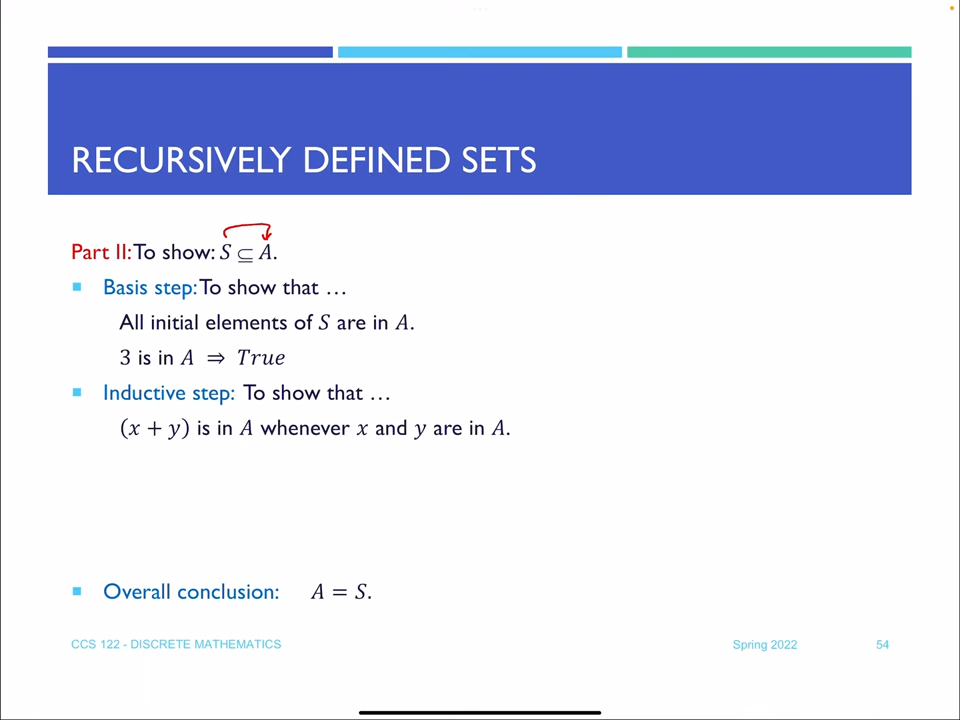 RECURSIVELY DEFINED SETS
Part II: To show: S ⊆ A.
Basis step: To show that …
All initial elements of S are in A.
3 is in A ⇒ True
Inductive step: To show that …
(x + y) is in A whenever x and y are in A.
Overall conclusion: A = S.
CCS 122 - DISCRETE MATHEMATICS Spring 2022 54